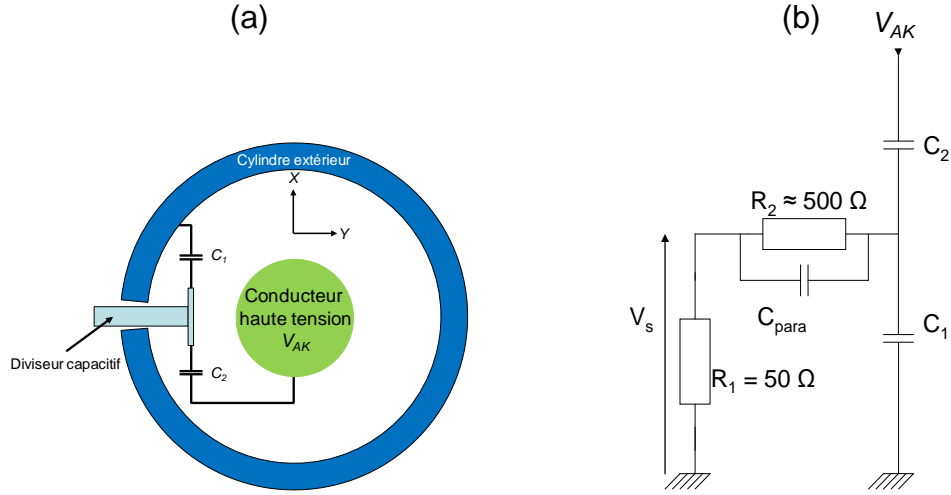 (a)
Cylindre extérieur
X
Y
C1
Conducteur
haute tension
VAK
Diviseur capacitif
C2
(b)
VAK
C2
R2 ≈ 500 Ω
Cpara
Vs
C1
R1 = 50 Ω